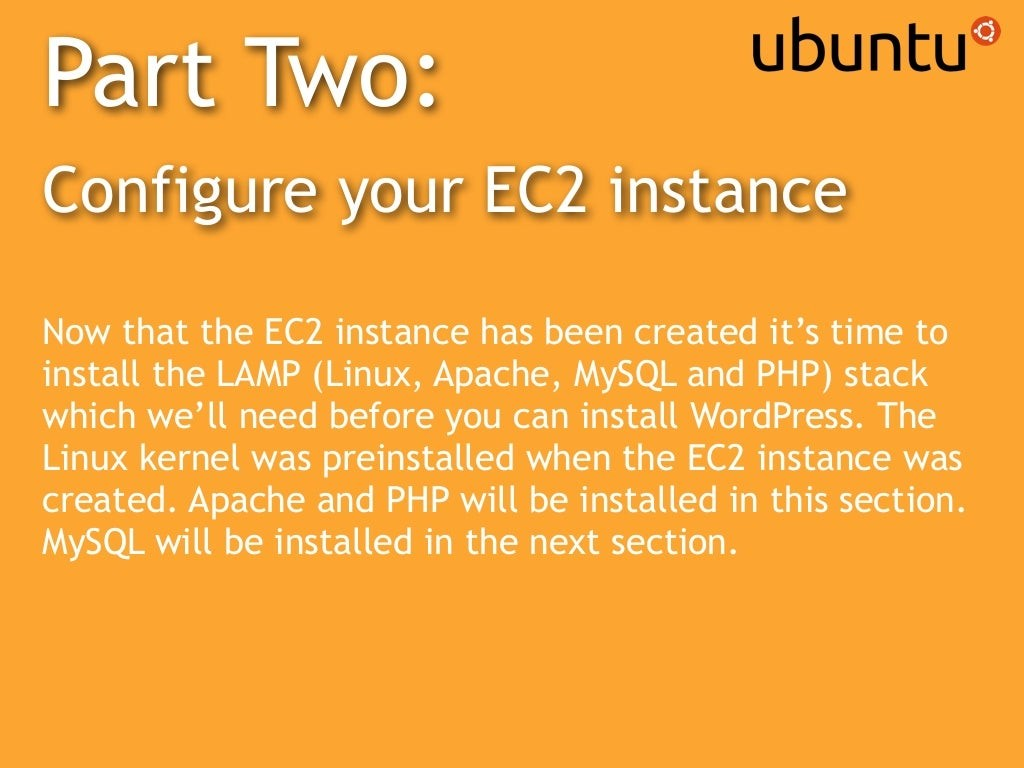 Part Two:
ubuntu
Configure your EC2 instance
Now that the EC2 instance has been created it’s time to
install the LAMP (Linux, Apache, MySQL and PHP) stack
which we’ll need before you can install WordPress. The
Linux kernel was preinstalled when the EC2 instance was
created. Apache and PHP will be installed in this section.
MySQL will be installed in the next section.